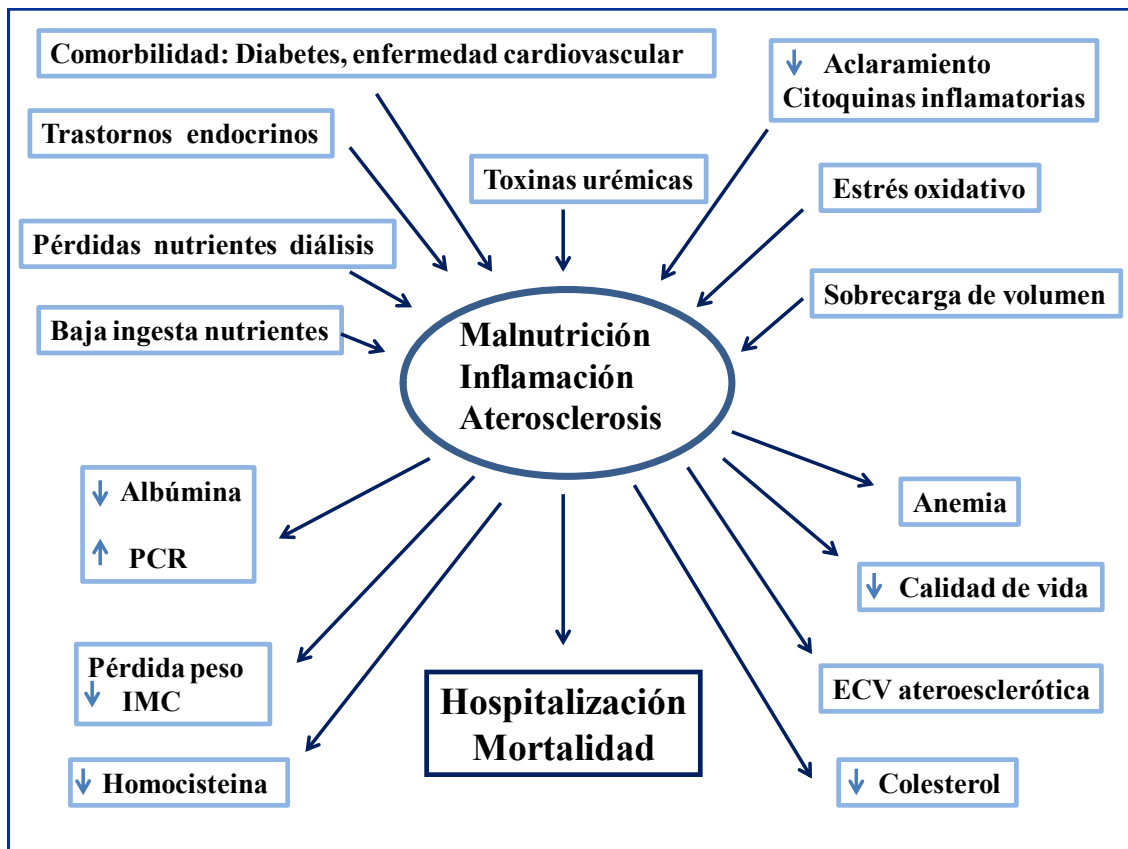 Comorbilidad: Diabetes, enfermedad cardiovascular
↓ Aclaramiento
Citoquinas inflamatorias
Trastornos endocrinos
Toxinas urémicas
Estrés oxidativo
Pérdidas nutrientes diálisis
Sobrecarga de volumen
Baja ingesta nutrientes
Malnutrición
Inflamación
Aterosclerosis
↓ Albúmina
↑ PCR
Anemia
↓ Calidad de vida
Pérdida peso
↓ IMC
ECV ateroesclerótica
Hospitalización
Mortalidad
↓ Homocisteina
↓ Colesterol